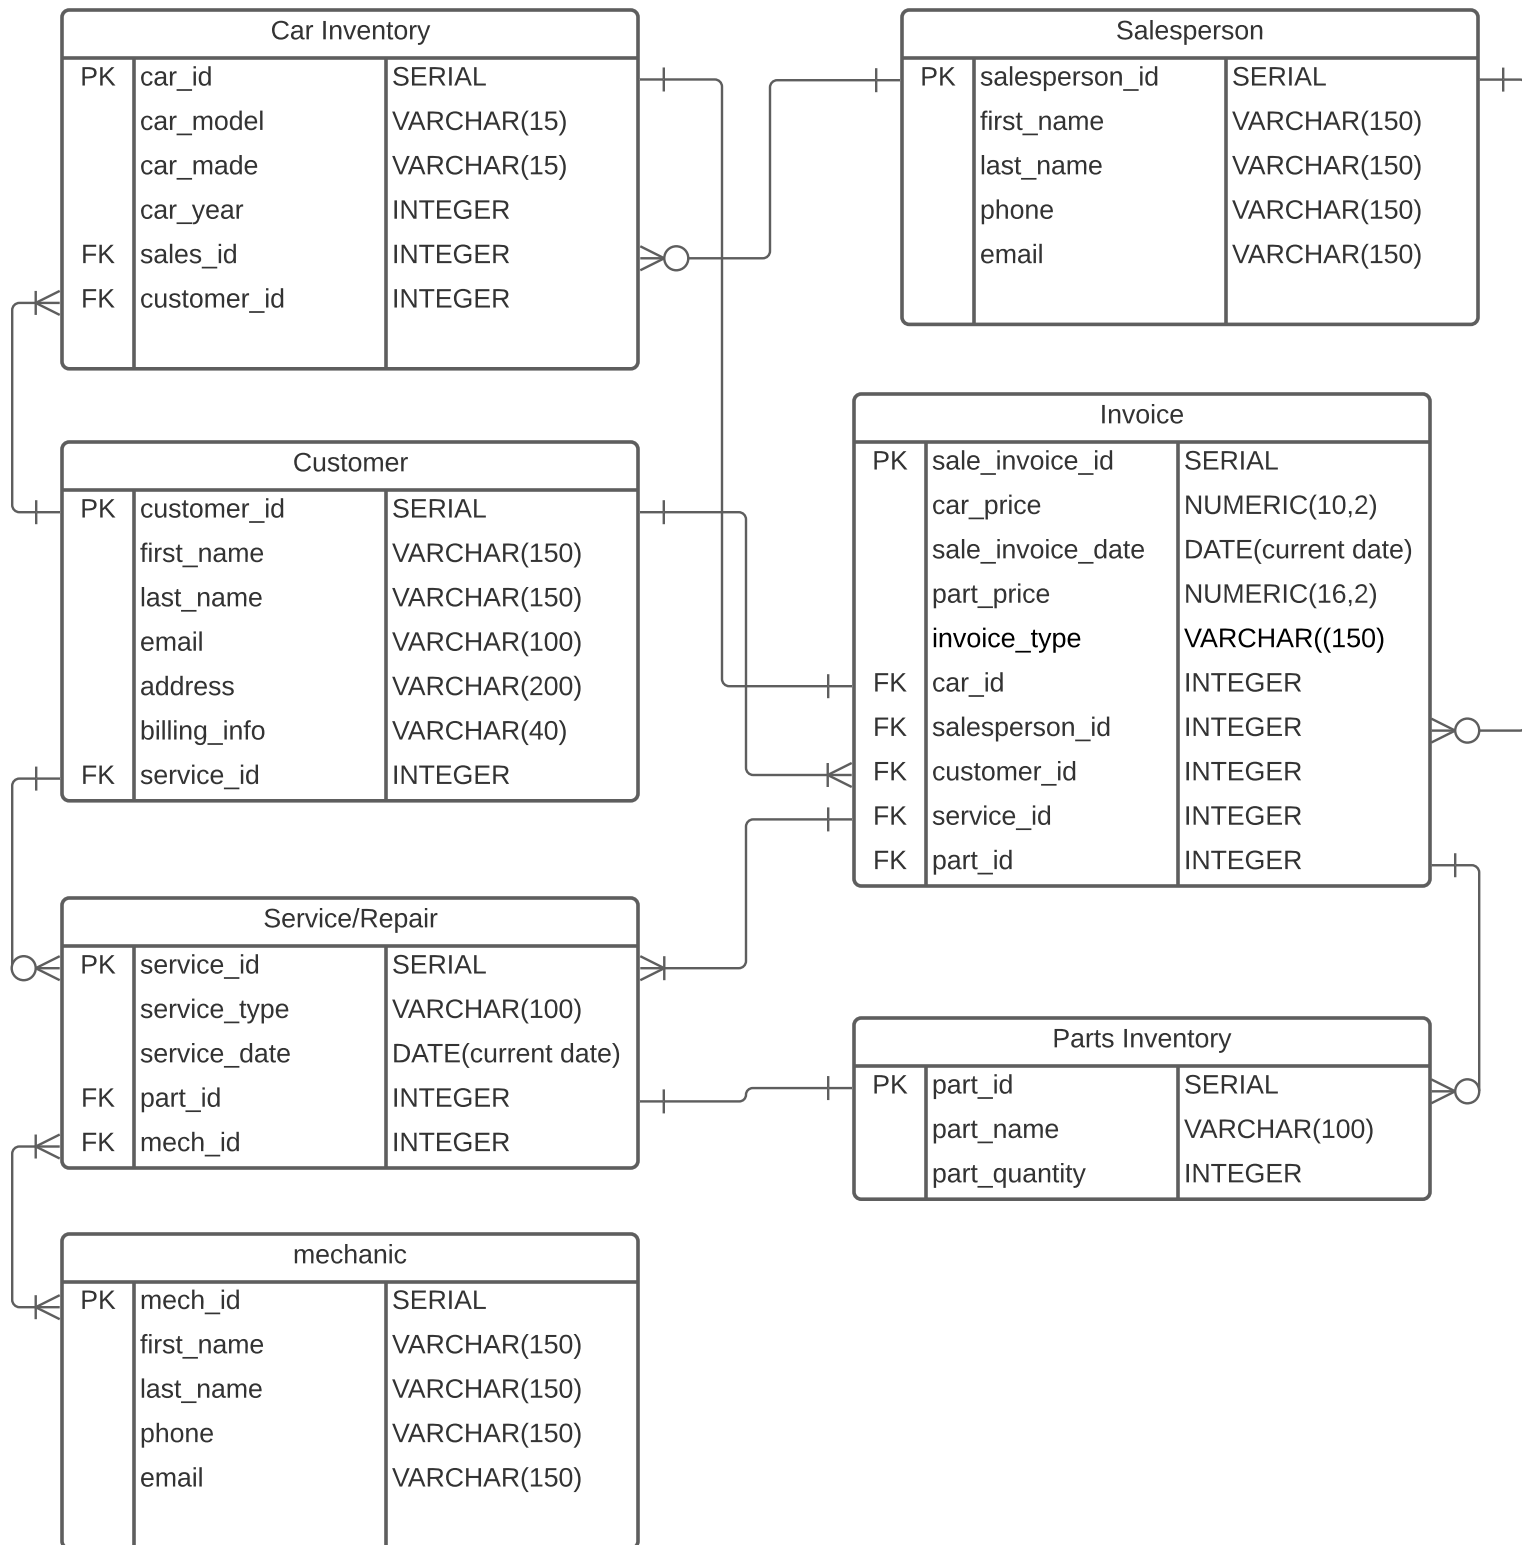 Car Inventory
PK car_id SERIAL
car_model VARCHAR(15)
car_made VARCHAR(15)
car_year INTEGER
FK sales_id INTEGER
FK customer_id INTEGER
Salesperson
PK salesperson_id SERIAL
first_name VARCHAR(150)
last_name VARCHAR(150)
phone VARCHAR(150)
email VARCHAR(150)
Customer
PK customer_id SERIAL
first_name VARCHAR(150)
last_name VARCHAR(150)
email VARCHAR(100)
address VARCHAR(200)
billing_info VARCHAR(40)
FK service_id INTEGER
Invoice
PK sale_invoice_id SERIAL
car_price NUMERIC(10,2)
sale_invoice_date DATE(current date)
part_price NUMERIC(16,2)
invoice_type VARCHAR((150)
FK car_id INTEGER
FK salesperson_id INTEGER
FK customer_id INTEGER
FK service_id INTEGER
FK part_id INTEGER
Service/Repair
PK service_id SERIAL
service_type VARCHAR(100)
service_date DATE(current date)
FK part_id INTEGER
FK mech_id INTEGER
Parts Inventory
PK part_id SERIAL
part_name VARCHAR(100)
part_quantity INTEGER
mechanic
PK mech_id SERIAL
first_name VARCHAR(150)
last_name VARCHAR(150)
phone VARCHAR(150)
email VARCHAR(150)